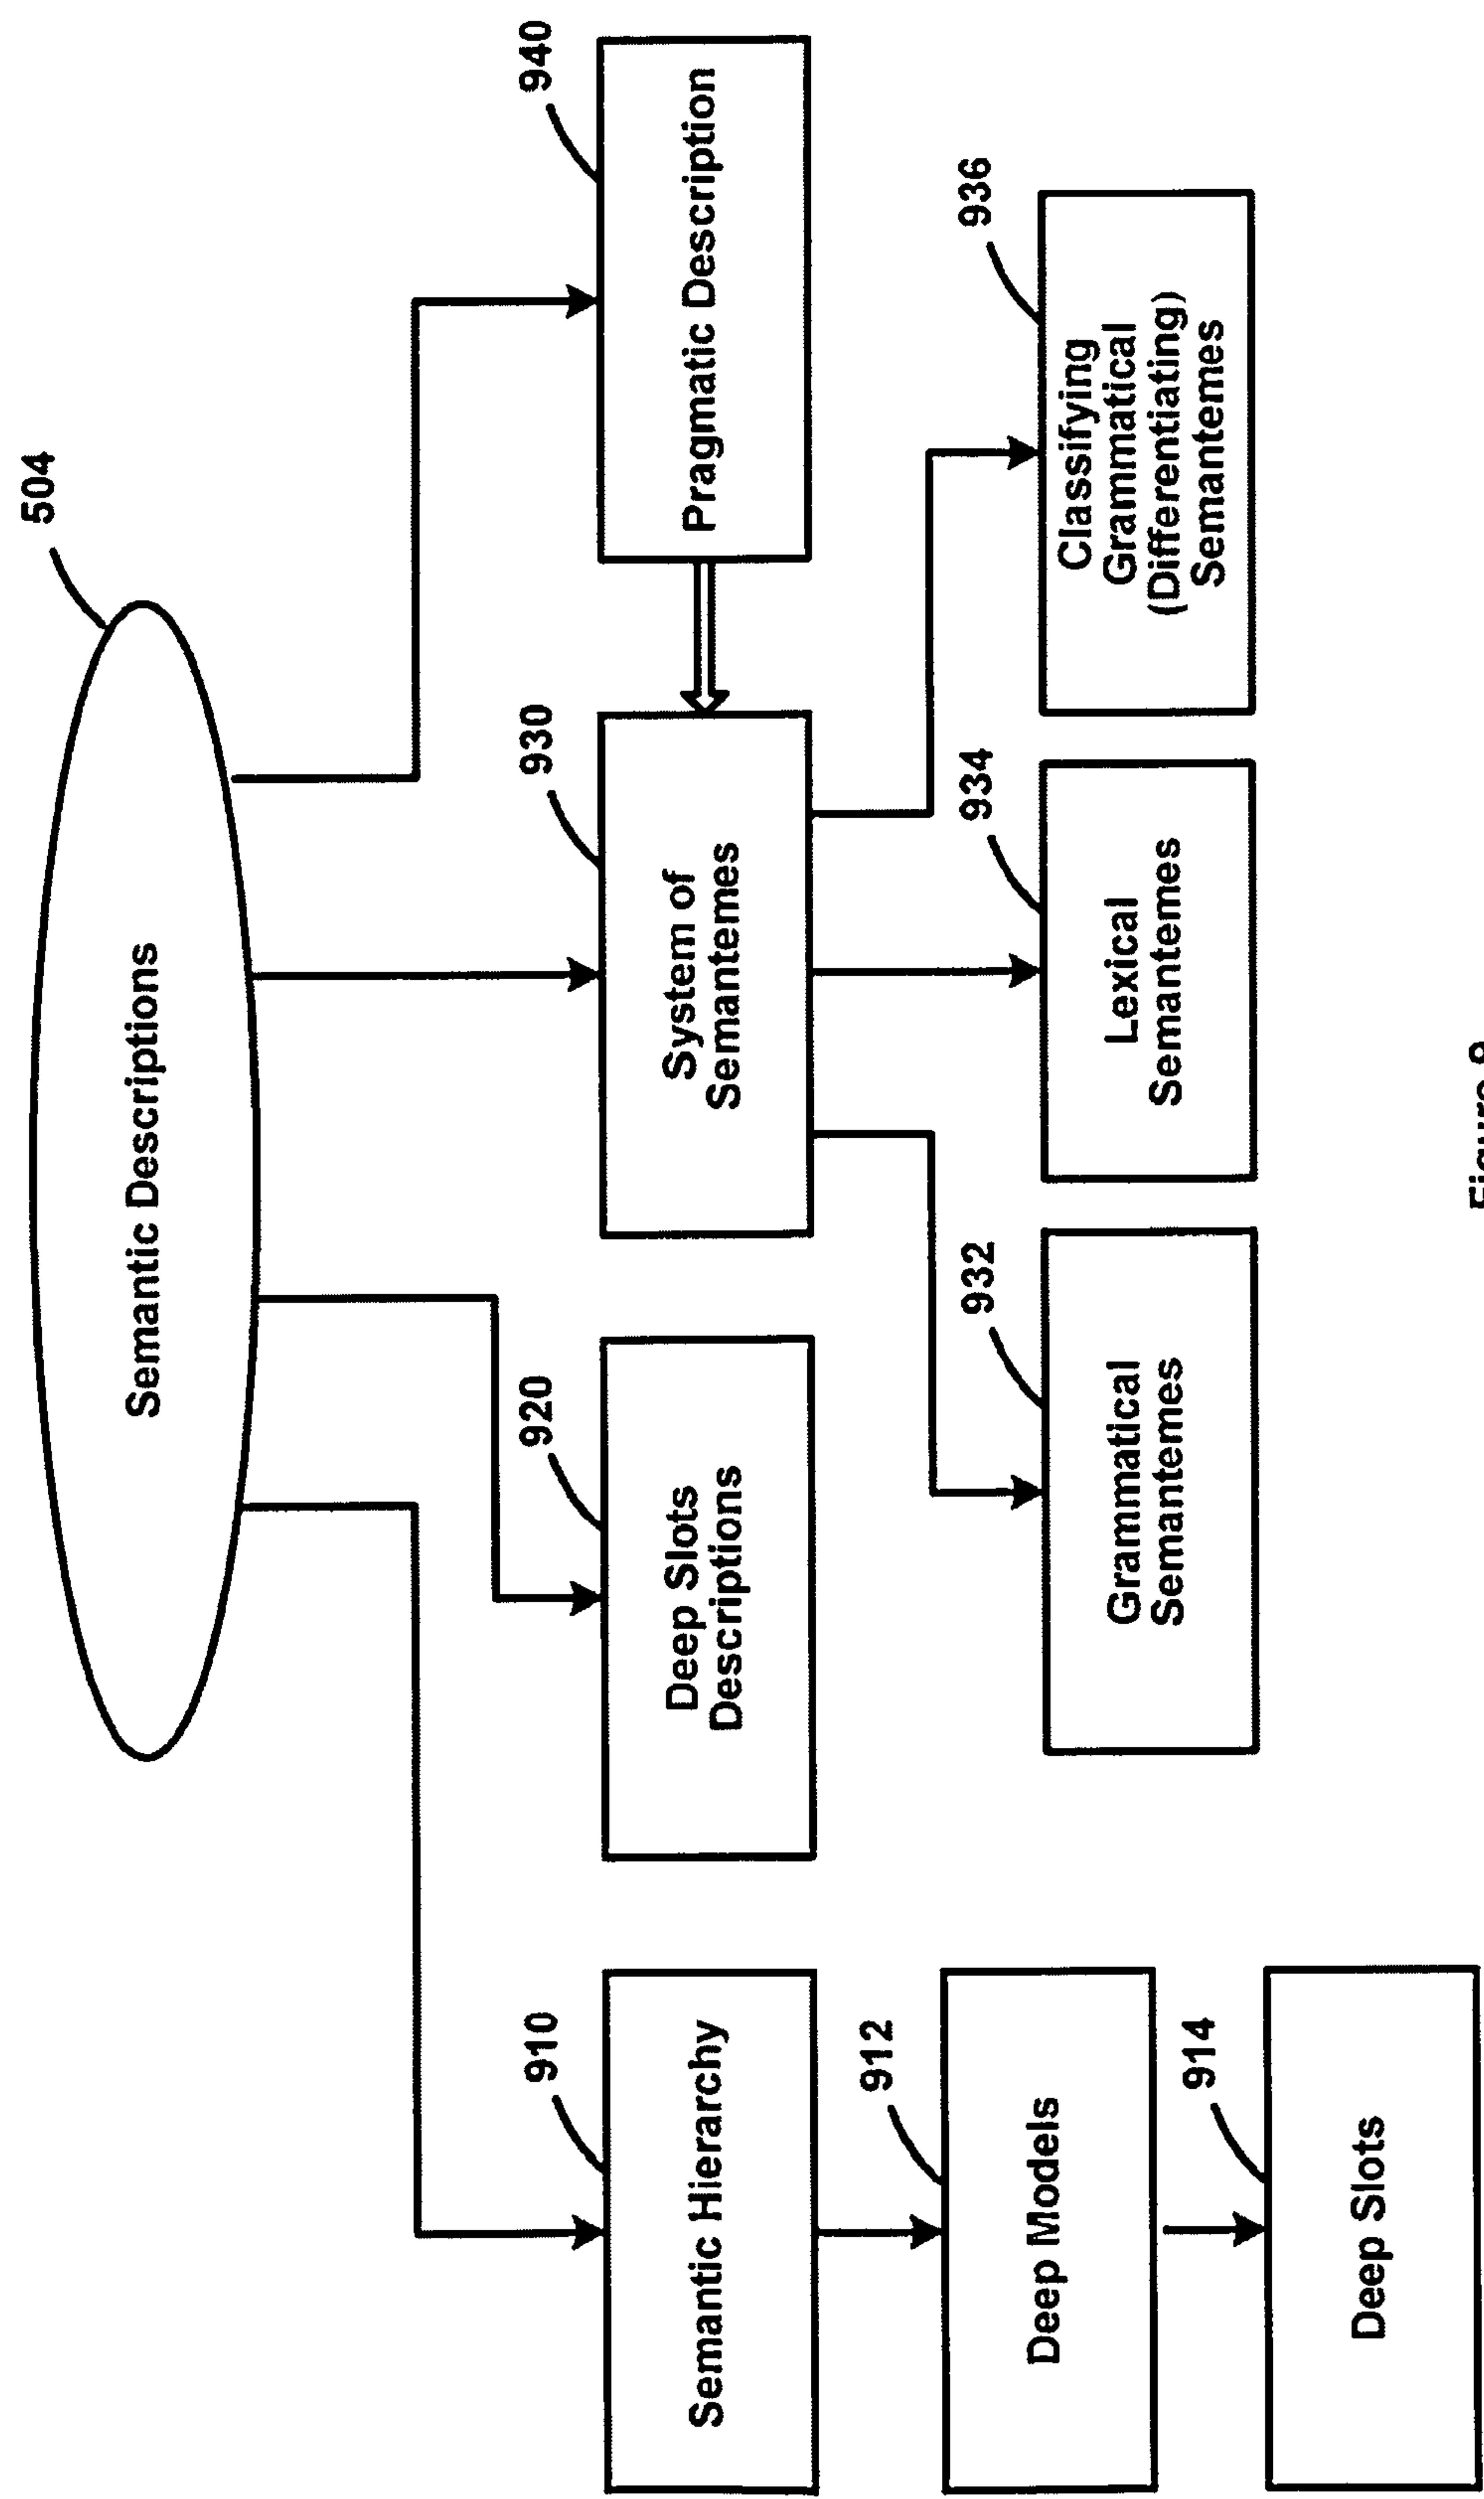 504
Semantic Descriptions
910
Semantic Hierarchy
920
Deep Slots
Descriptions
930
System of
Semantemes
940
Pragmatic Description
912
Deep Models
932
Grammatical
Semantemes
934
Lexical
Semantemes
936
Classifying
Grammatical
(Differentiating)
Semantemes
914
Deep Slots